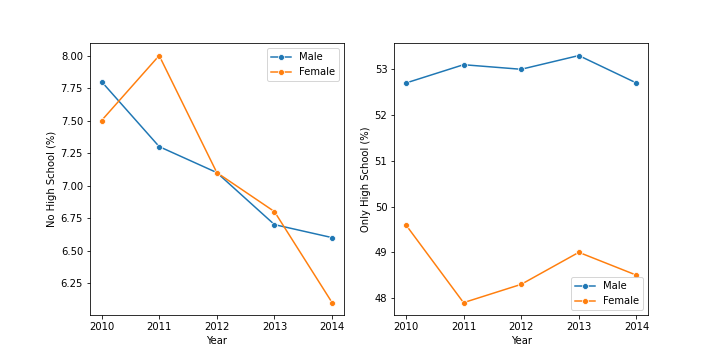 No High School (%)
8.00
7.75
7.50
7.25
7.00
6.75
6.50
6.25
2010 2011 2012 2013 2014
Year
Male
Female
Only High School (%)
53
52
51
50
49
48
2010 2011 2012 2013 2014
Year
Male
Female